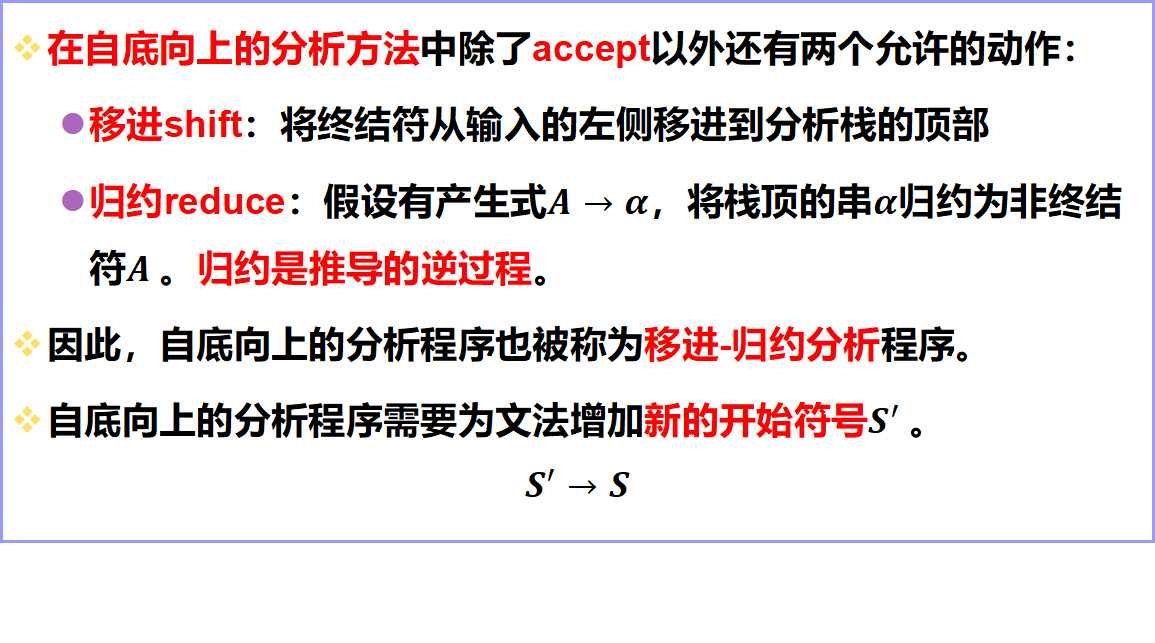 在自底向上的分析方法中除了accept以外还有两个允许的动作：
移进shift：将终结符从输入的左侧移进到分析栈的顶部
归约reduce：假设有产生式A → α，将栈顶的串α归约为非终结
符A 。归约是推导的逆过程。
因此，自底向上的分析程序也被称为移进-归约分析程序。
自底向上的分析程序需要为文法增加新的开始符号S′ 。
S′ → S